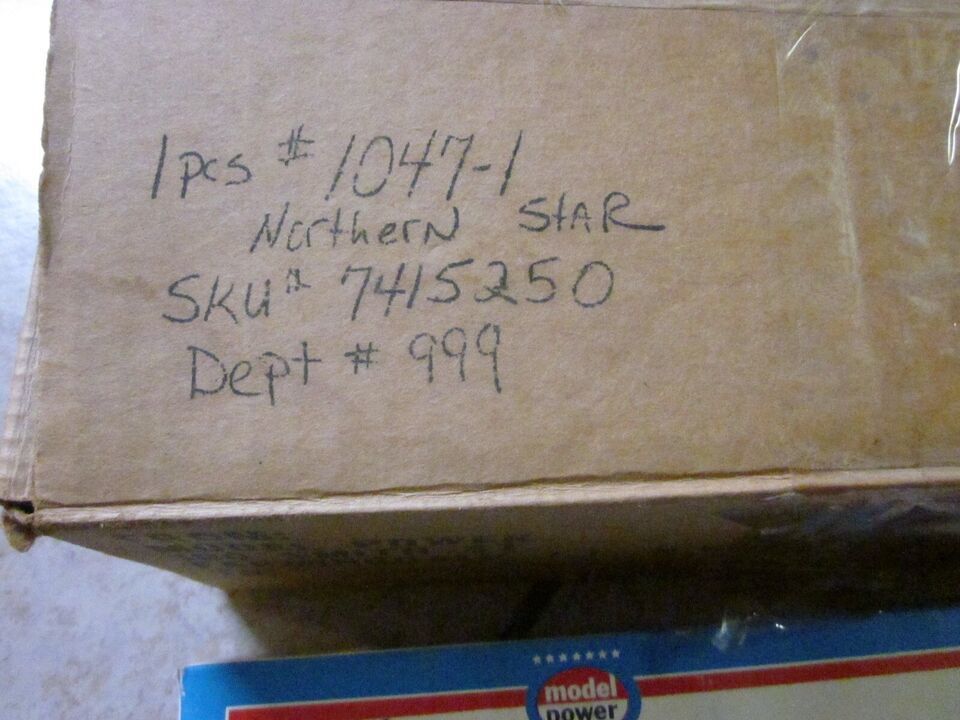 1pcs # 1047-1
Northern Star
SKU# 7415250
Dept # 999
model
power